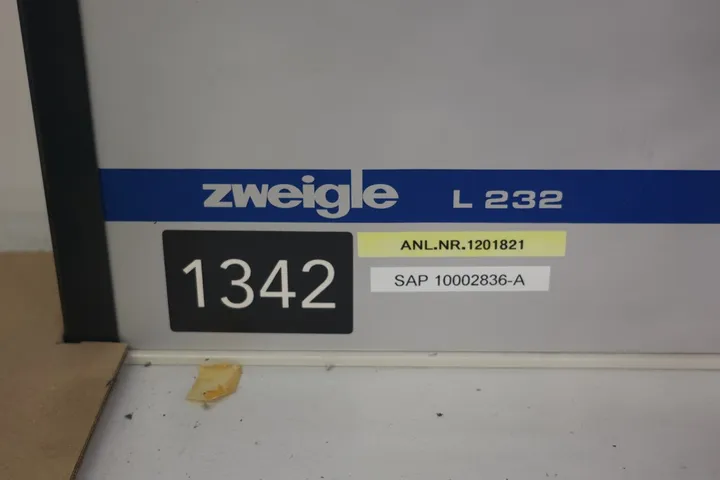 zweigle L 232
1342
ANL.NR.1201821
SAP 10002836-A